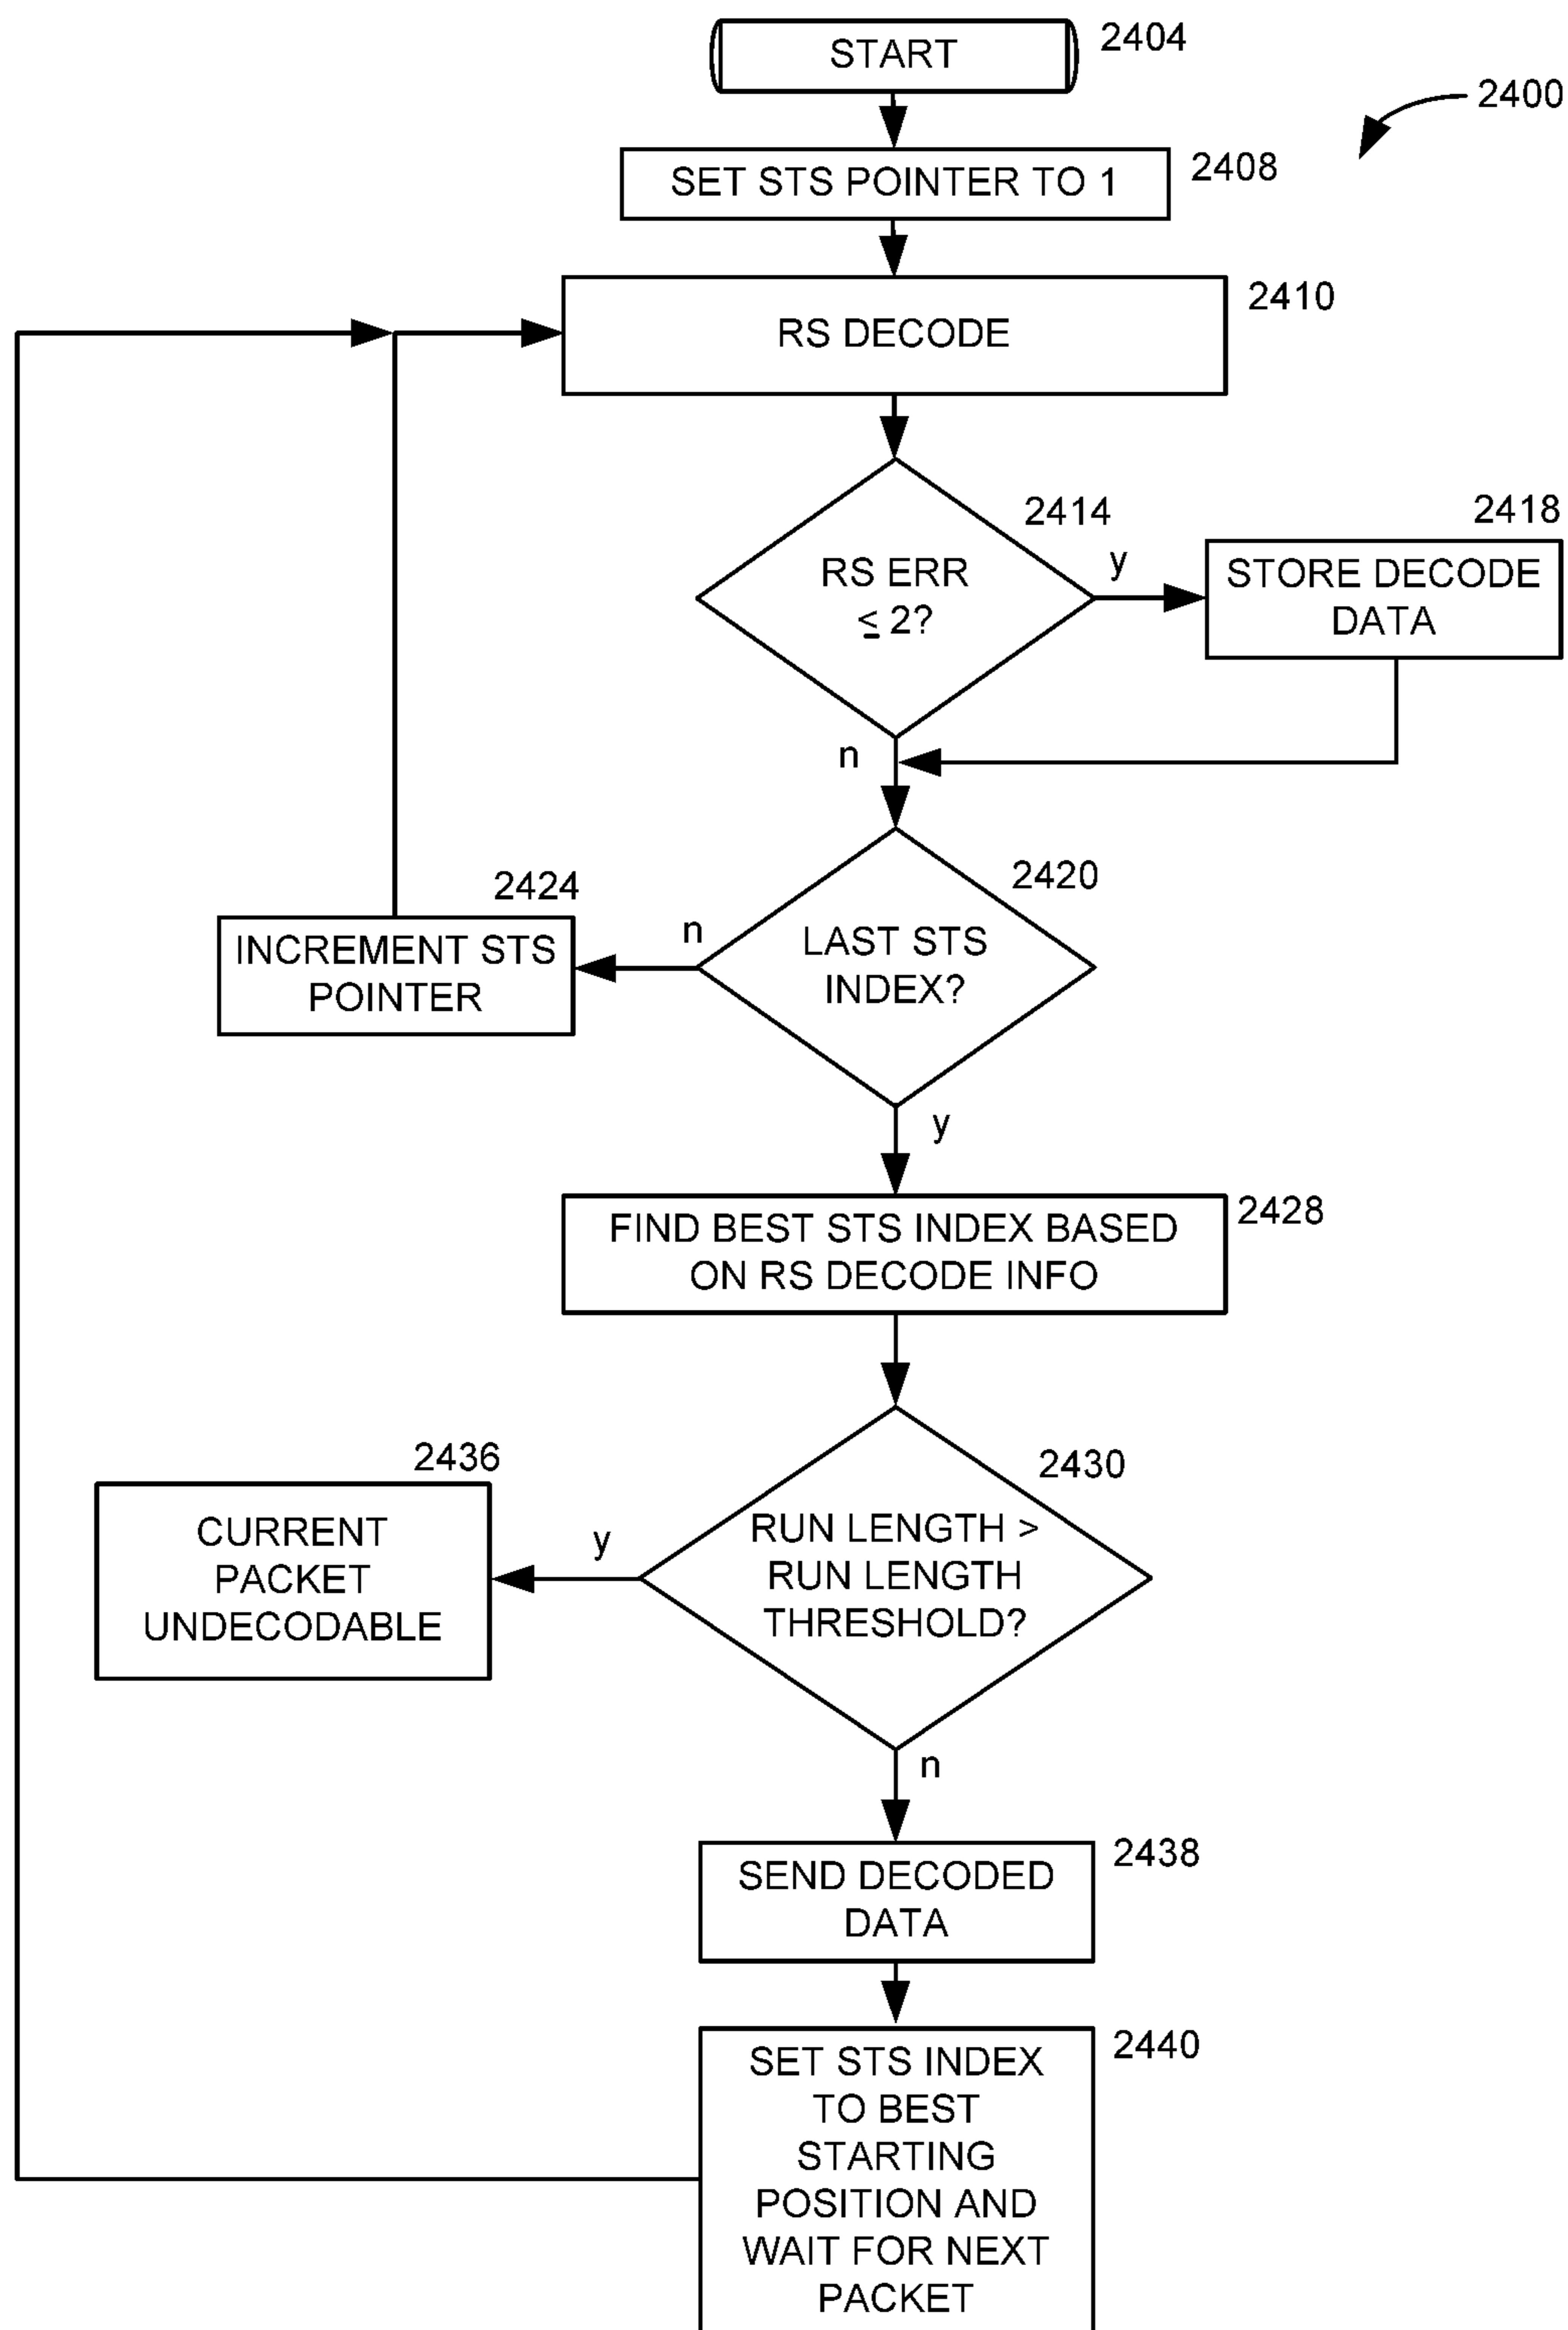 START
2404
2400
SET STS POINTER TO 1
2408
RS DECODE
2410
RS ERR
≤ 2?
2414
y
n
2418
STORE DECODE
DATA
LAST STS
INDEX?
2420
n
y
2424
INCREMENT STS
POINTER
FIND BEST STS INDEX BASED
ON RS DECODE INFO
2428
RUN LENGTH >
RUN LENGTH
THRESHOLD?
2430
y
n
2436
CURRENT
PACKET
UNDECODABLE
SEND DECODED
DATA
2438
SET STS INDEX
TO BEST
STARTING
POSITION AND
WAIT FOR NEXT
PACKET
2440